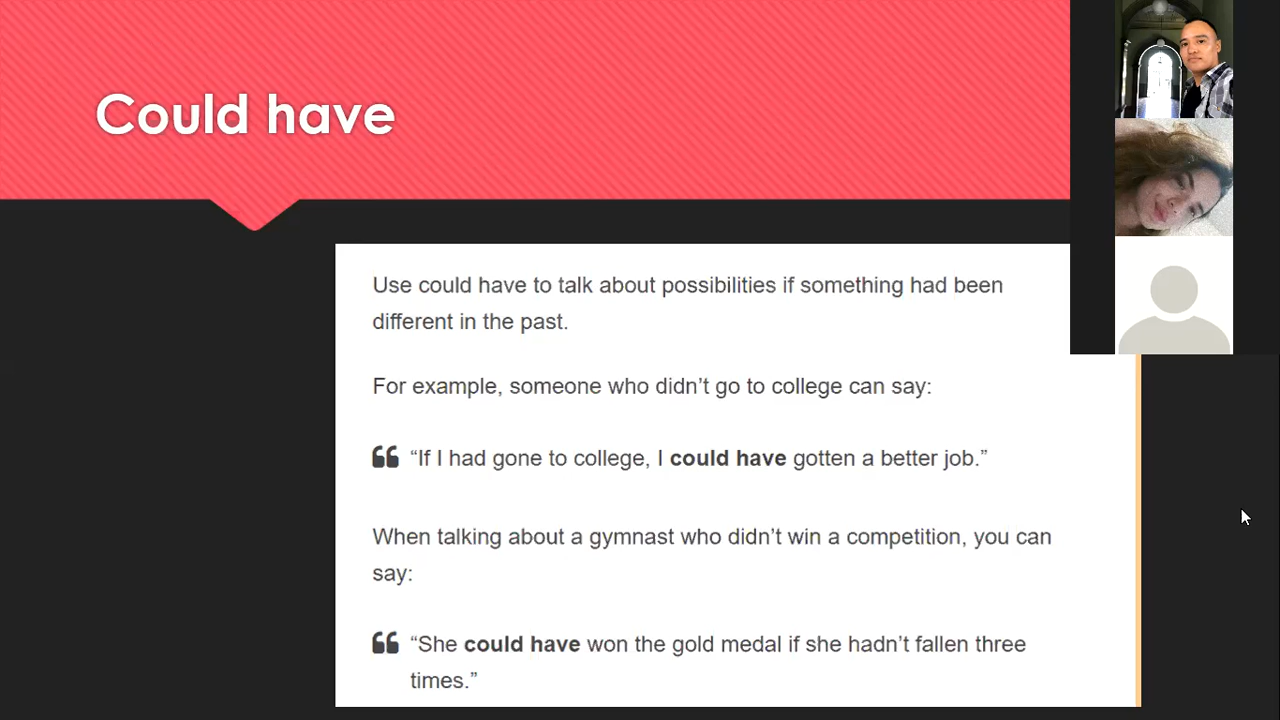 Could have
Use could have to talk about possibilities if something had been
different in the past.
For example, someone who didn’t go to college can say:
“If I had gone to college, I could have gotten a better job.”
When talking about a gymnast who didn’t win a competition, you can
say:
“She could have won the gold medal if she hadn’t fallen three
times.”